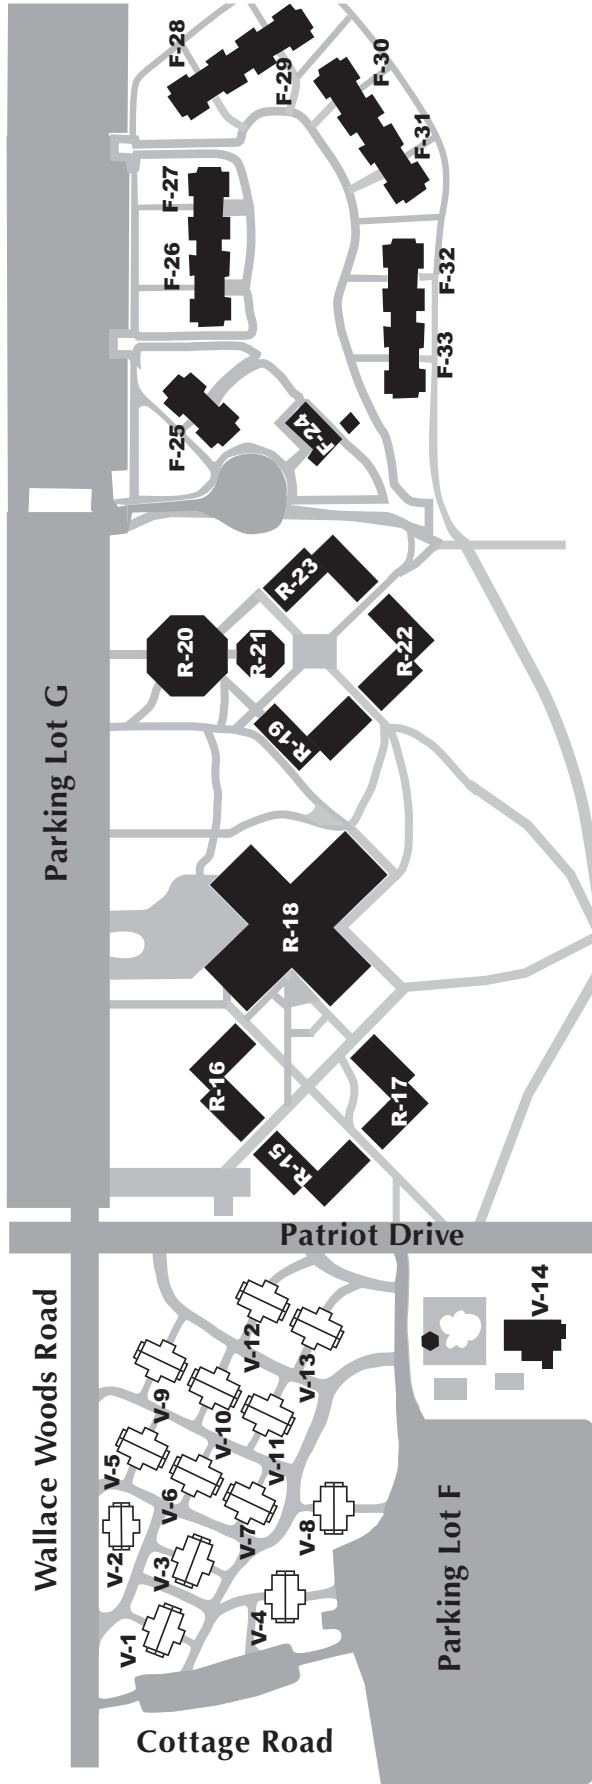 F-28
F-29
F-30
F-31
F-27
F-26
F-32
F-33
F-25
F-24
R-23
R-20
R-21
R-22
R-19
Parking Lot G
R-18
R-16
R-17
R-15
Patriot Drive
Wallace Woods Road
V-14
V-12
V-13
V-9
V-10
V-11
V-5
V-6
V-7
V-8
V-2
V-3
V-4
V-1
Parking Lot F
Cottage Road